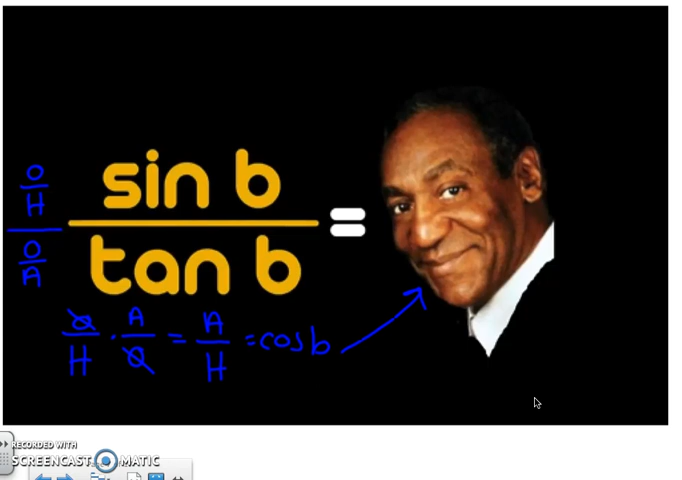 sin b
=
tan b
O
H
O
A
O/H · A/O = A/H = cos b
RECORDED WITH
SCREENCAST MATIC